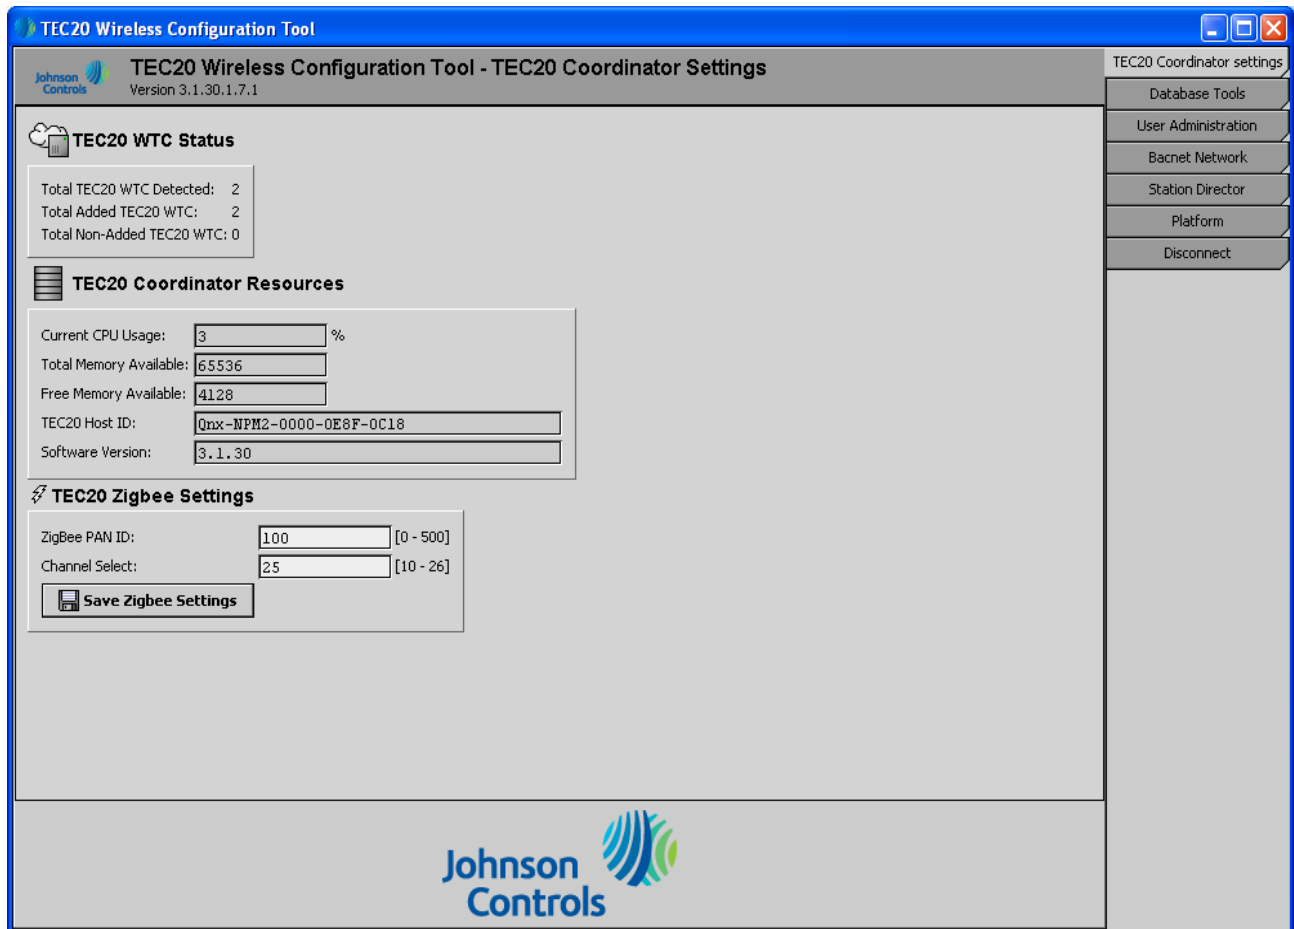 TEC20 Wireless Configuration Tool
Johnson Controls
TEC20 Wireless Configuration Tool - TEC20 Coordinator Settings
Version 3.1.30.1.7.1
TEC20 Coordinator settings
Database Tools
User Administration
Bacnet Network
Station Director
Platform
Disconnect
TEC20 WTC Status
Total TEC20 WTC Detected: 2
Total Added TEC20 WTC: 2
Total Non-Added TEC20 WTC: 0
TEC20 Coordinator Resources
Current CPU Usage: 3 %
Total Memory Available: 65536
Free Memory Available: 4128
TEC20 Host ID: Qnx-NPM2-0000-0E8F-0C18
Software Version: 3.1.30
TEC20 Zigbee Settings
ZigBee PAN ID: 100 [0 - 500]
Channel Select: 25 [10 - 26]
Save Zigbee Settings
Johnson
Controls